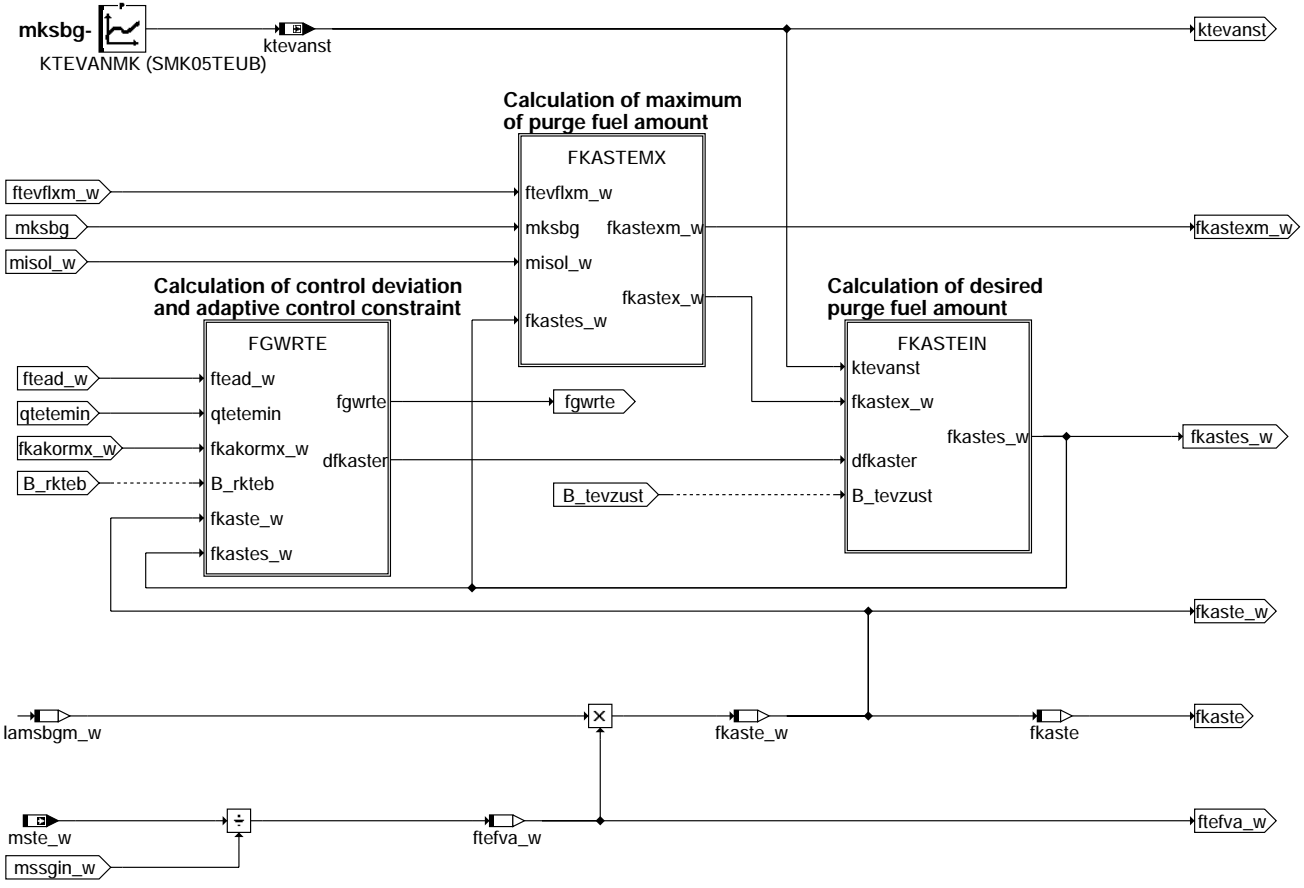 P
mksbg-
KTEVANMK (SMK05TEUB)
ktevanst
ktevanst
Calculation of maximum
of purge fuel amount
FKASTEMX
ftevflxm_w
ftevflxm_w
mksbg
mksbg
fkastexm_w
fkastexm_w
misol_w
misol_w
fkastex_w
fkastes_w
Calculation of control deviation
and adaptive control constraint
FGWRTE
ftead_w
ftead_w
qtetemin
qtetemin
fgwrte
fgwrte
fkakormx_w
fkakormx_w
dfkaster
B_rkteb
B_rkteb
fkaste_w
fkastes_w
Calculation of desired
purge fuel amount
FKASTEIN
ktevanst
fkastex_w
fkastes_w
fkastes_w
dfkaster
B_tevzust
B_tevzust
fkaste_w
lamsbgm_w
×
fkaste_w
fkaste
fkaste
mste_w
÷
ftefva_w
ftefva_w
mssgin_w